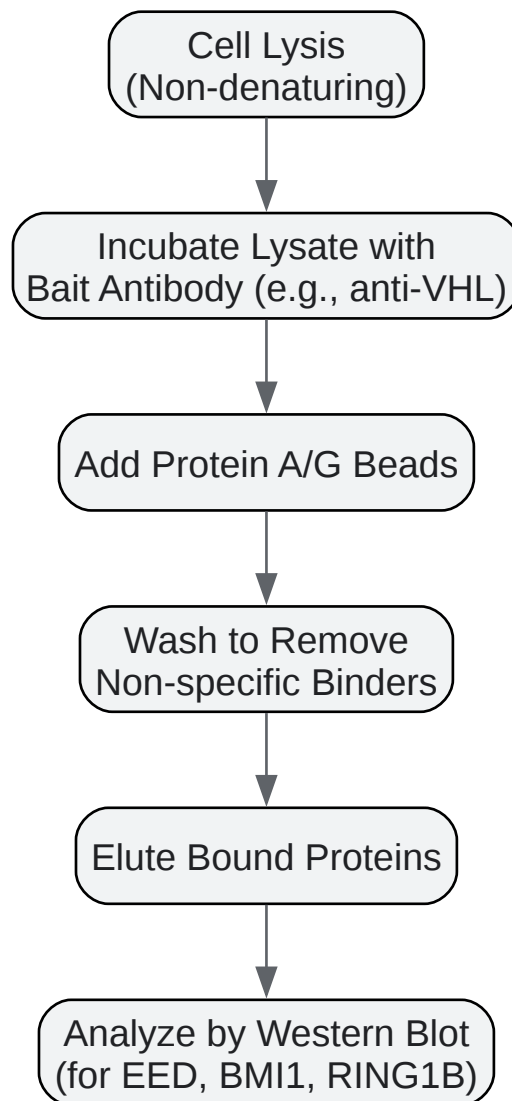 Cell Lysis
(Non-denaturing)
Incubate Lysate with
Bait Antibody (e.g., anti-VHL)
Add Protein A/G Beads
Wash to Remove
Non-specific Binders
Elute Bound Proteins
Analyze by Western Blot
(for EED, BMI1, RING1B)